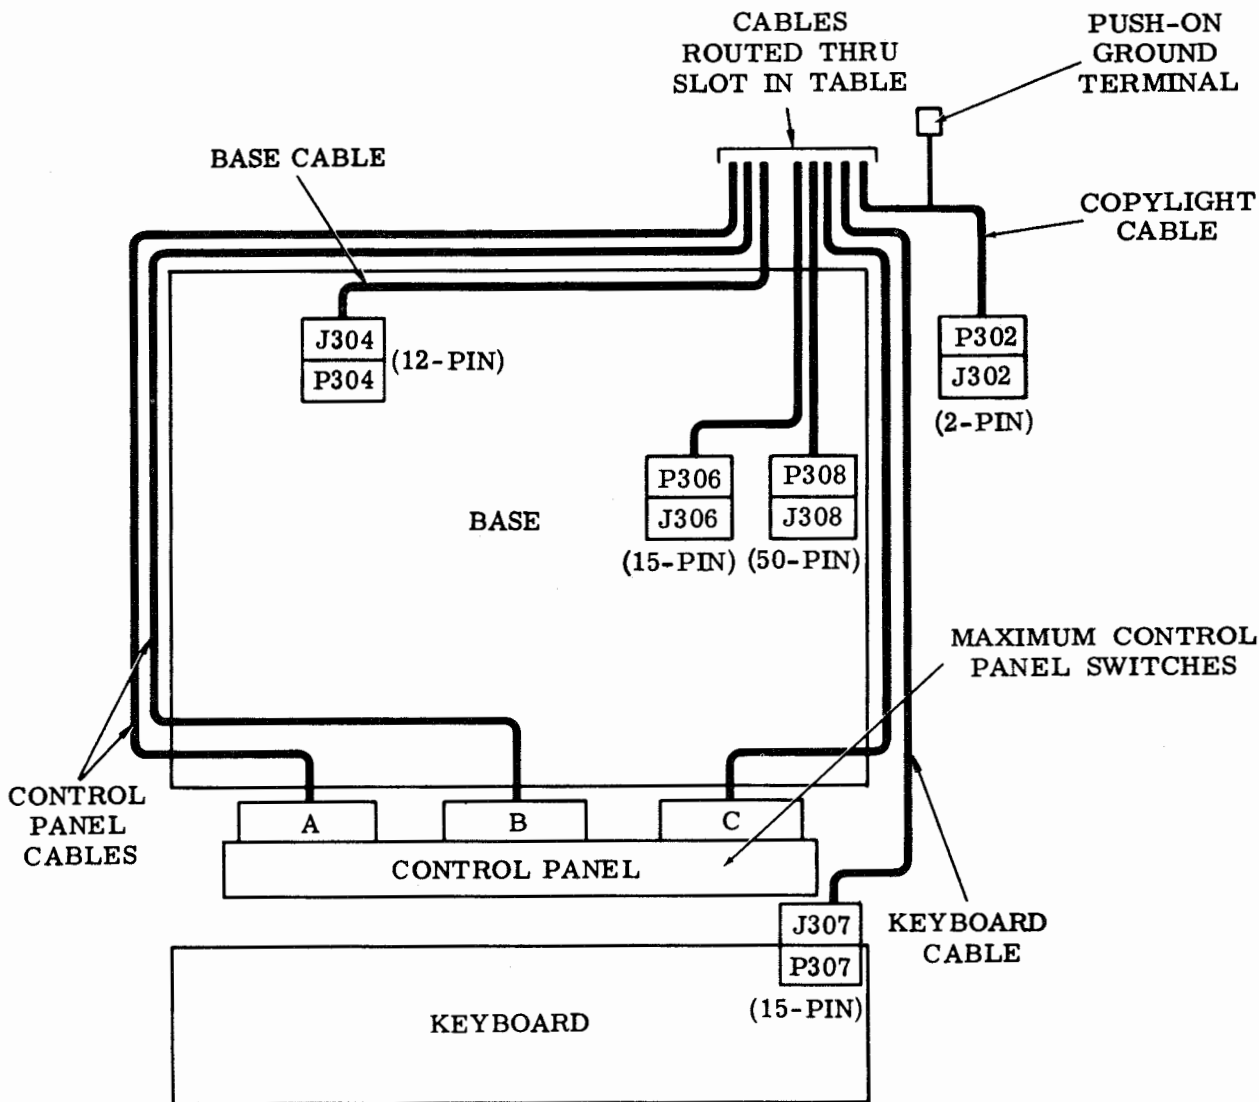 CABLES
ROUTED THRU
SLOT IN TABLE
PUSH-ON
GROUND
TERMINAL
BASE CABLE
COPYLIGHT
CABLE
J304
P304
(12-PIN)
P302
J302
(2-PIN)
P306
J306
(15-PIN)
P308
J308
(50-PIN)
BASE
MAXIMUM CONTROL
PANEL SWITCHES
CONTROL
PANEL
CABLES
A
B
C
CONTROL PANEL
J307
P307
(15-PIN)
KEYBOARD
CABLE
KEYBOARD